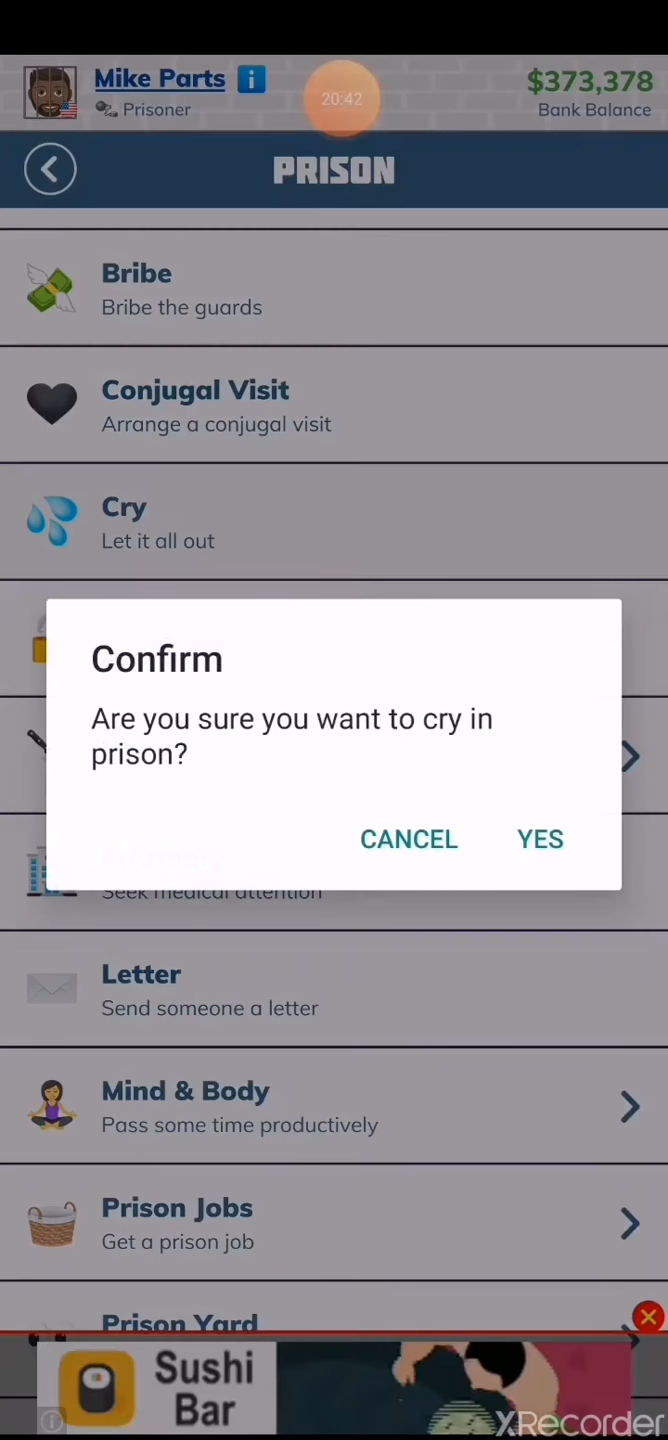 Mike Parts
i
20:42
$373,378
Prisoner
Bank Balance
PRISON
Bribe
Bribe the guards
Conjugal Visit
Arrange a conjugal visit
Cry
Let it all out
Confirm
Are you sure you want to cry in
prison?
CANCEL
YES
Infirmary
Seek medical attention
Letter
Send someone a letter
Mind & Body
Pass some time productively
Prison Jobs
Get a prison job
Prison Yard
Sushi
Bar
XRecorder